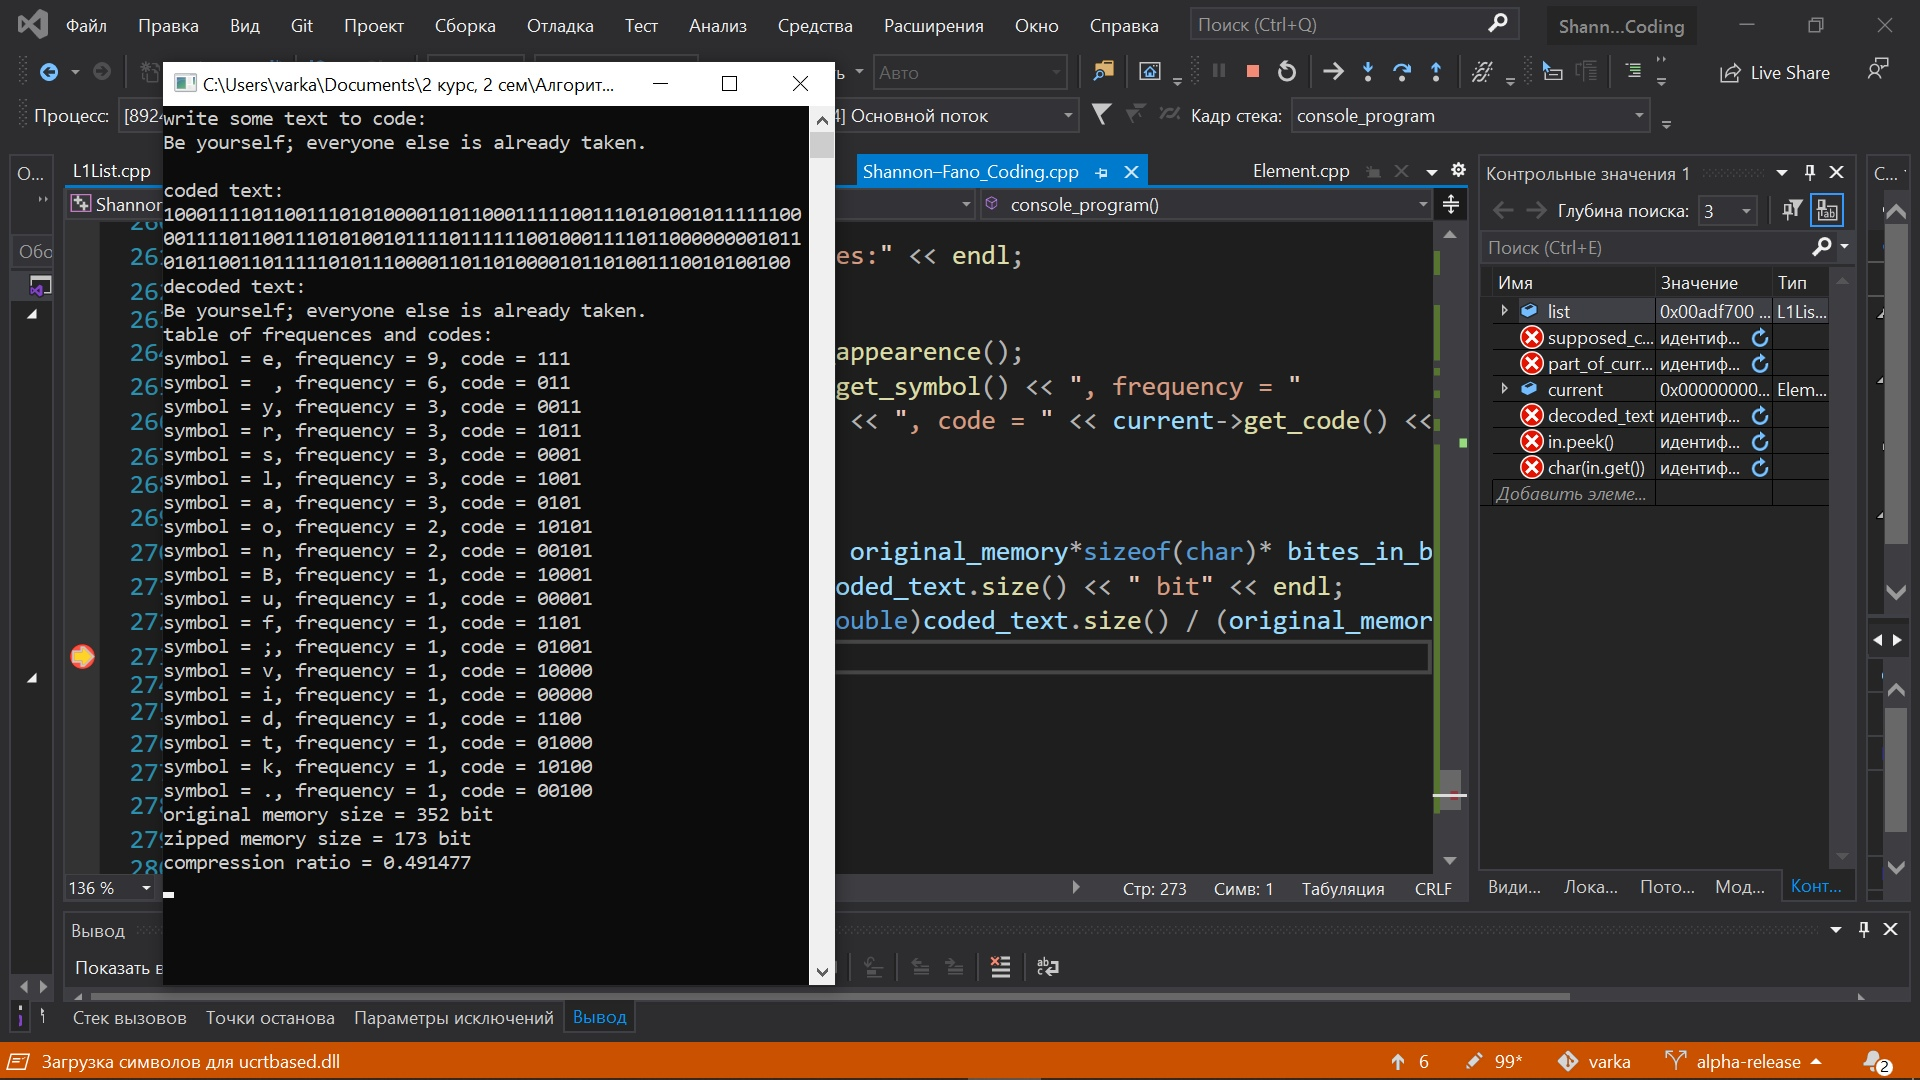 Файл Правка Вид Git Проект Сборка Отладка Тест Анализ Средства Расширения Окно Справка Поиск (Ctrl+Q) Shann...Coding
Авто Live Share
Процесс: [8924 4] Основной поток Кадр стека: console_program
C:\Users\varka\Documents\2 курс, 2 сем\Алгорит...
write some text to code:
Be yourself; everyone else is already taken.
coded text:
1000111101100111010100001101100011111001110101001011111100
0011110110011101010010111101111110010001111011000000001011
010110011011111010111000011011010000101101001110010100100
decoded text:
Be yourself; everyone else is already taken.
table of frequences and codes:
symbol = e, frequency = 9, code = 111
symbol =  , frequency = 6, code = 011
symbol = y, frequency = 3, code = 0011
symbol = r, frequency = 3, code = 1011
symbol = s, frequency = 3, code = 0001
symbol = l, frequency = 3, code = 1001
symbol = a, frequency = 3, code = 0101
symbol = o, frequency = 2, code = 10101
symbol = n, frequency = 2, code = 00101
symbol = B, frequency = 1, code = 10001
symbol = u, frequency = 1, code = 00001
symbol = f, frequency = 1, code = 1101
symbol = ;, frequency = 1, code = 01001
symbol = v, frequency = 1, code = 10000
symbol = i, frequency = 1, code = 00000
symbol = d, frequency = 1, code = 1100
symbol = t, frequency = 1, code = 01000
symbol = k, frequency = 1, code = 10100
symbol = ., frequency = 1, code = 00100
original memory size = 352 bit
zipped memory size = 173 bit
compression ratio = 0.491477
L1List.cpp Shannon–Fano_Coding.cpp Element.cpp
Shannon console_program()
es:" << endl;
appearence();
get_symbol() << ", frequency = "
<< ", code = " << current->get_code() <<
original_memory*sizeof(char)* bites_in_b
oded_text.size() << " bit" << endl;
ouble)coded_text.size() / (original_memor
136 % Стр: 273 Симв: 1 Табуляция CRLF
Контрольные значения 1
Глубина поиска: 3
Поиск (Ctrl+E)
Имя Значение Тип
list 0x00adf700 ... L1Lis...
supposed_c... идентиф...
part_of_curr... идентиф...
current 0x00000000... Elem...
decoded_text идентиф...
in.peek() идентиф...
char(in.get()) идентиф...
Добавить элеме...
Види... Лока... Пото... Мод... Конт...
О...
Обо
С...
Вывод
Показать в
Стек вызовов Точки останова Параметры исключений Вывод
Загрузка символов для ucrtbased.dll 6 99* varka alpha-release 2